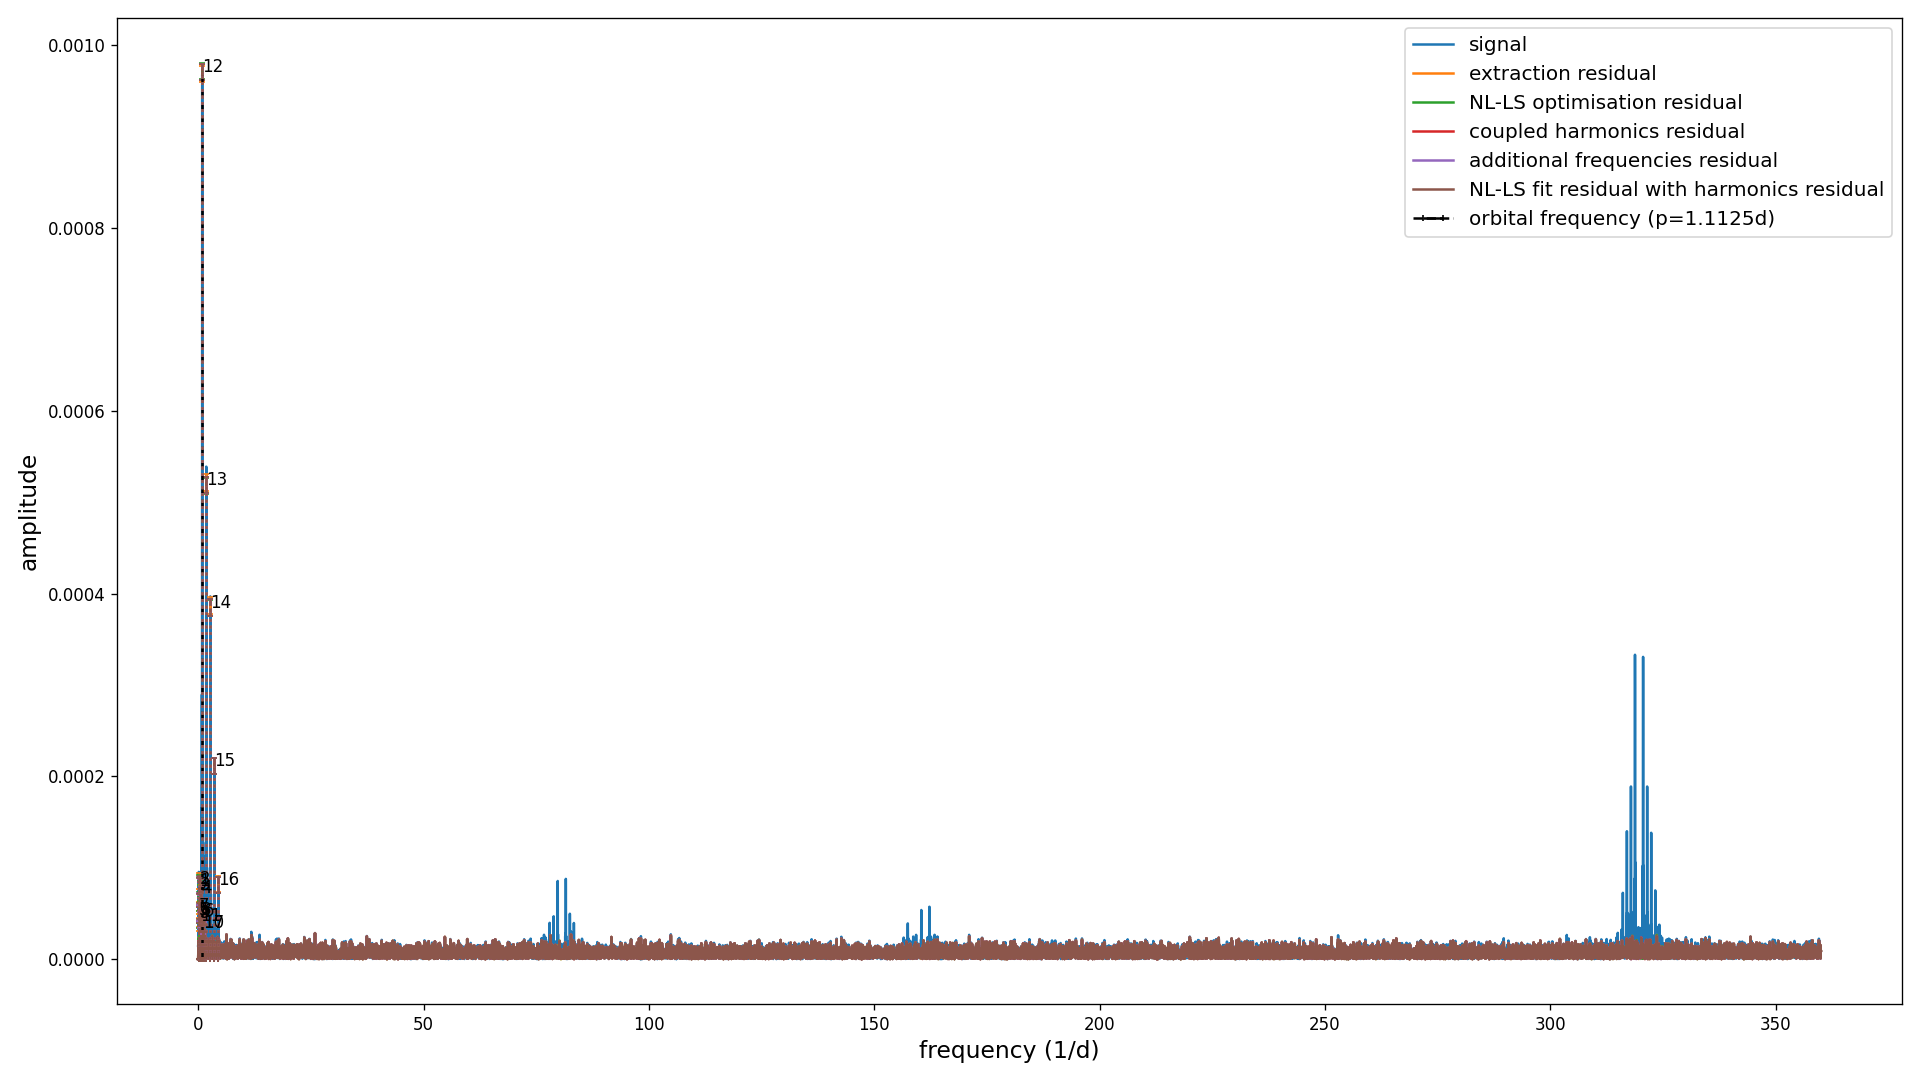 0.0010
0.0008
0.0006
0.0004
0.0002
0.0000
amplitude
12
13
14
15
16
signal
extraction residual
NL-LS optimisation residual
coupled harmonics residual
additional frequencies residual
NL-LS fit residual with harmonics residual
orbital frequency (p=1.1125d)
0
50
100
150
200
250
300
350
frequency (1/d)